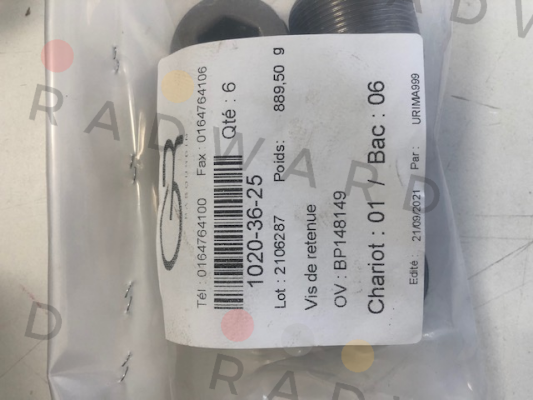 Tél : 0164764100 Fax : 0164764106
1020-36-25 Qté : 6
Lot : 2106287 Poids: 889,50 g
Vis de retenue
OV : BP148149
Chariot : 01 / Bac : 06
Edité : 21/09/2021 Par : URIMA999
RADWARD
RADWARD